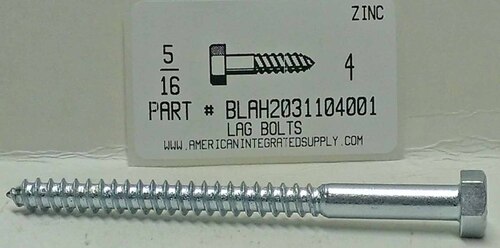 ZINC
5
16
4
PART # BLAH2031104001
LAG BOLTS
WWW.AMERICANINTEGRATEDSUPPLY.COM